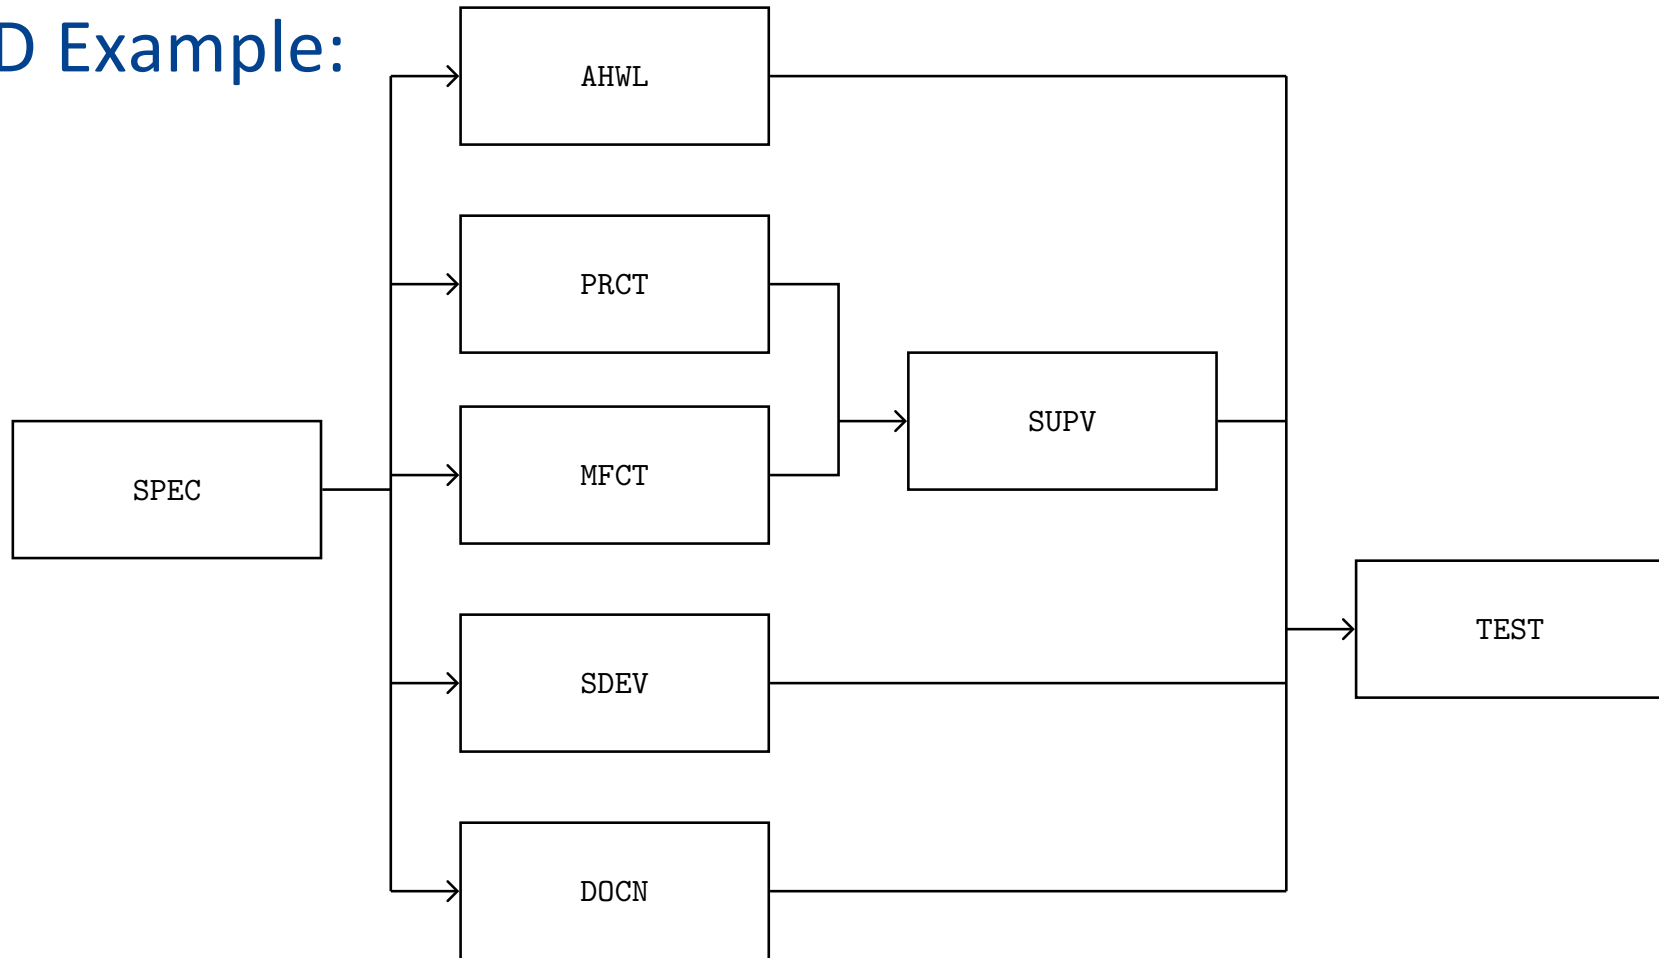 D Example:
AHWL
PRCT
SUPV
MFCT
SPEC
TEST
SDEV
DOCN